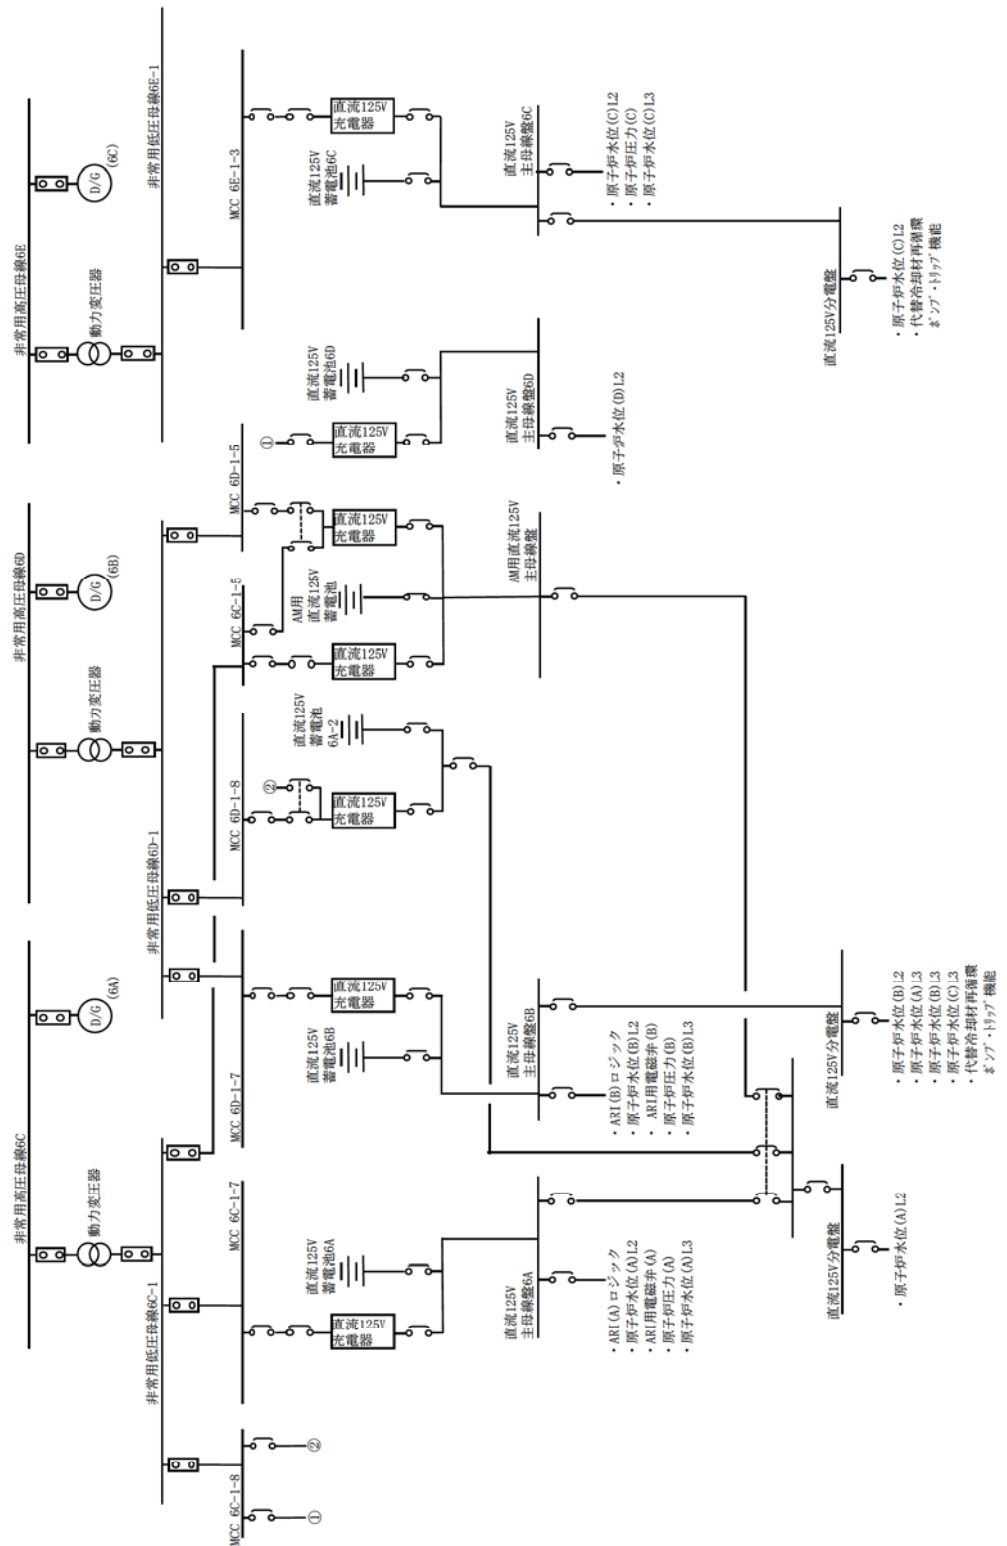 非常用高圧母線6C
D/G
(6A)
動力変圧器
非常用低圧母線6C-1
非常用高圧母線6D
D/G
(6B)
動力変圧器
非常用低圧母線6D-1
非常用高圧母線6E
D/G
(6C)
動力変圧器
非常用低圧母線6E-1
MCC 6C-1-8
①
②
MCC 6C-1-7
直流125V
充電器
直流125V
蓄電池6A
MCC 6D-1-7
直流125V
蓄電池6B
直流125V
充電器
MCC 6D-1-8
②
直流125V
充電器
直流125V
蓄電池
6A-2
MCC 6C-1-5
直流125V
充電器
AM用
直流125V
蓄電池
MCC 6D-1-5
直流125V
充電器
①
直流125V
充電器
直流125V
蓄電池6D
MCC 6E-1-3
直流125V
蓄電池6C
直流125V
充電器
直流125V
主母線盤6A
・ARI(A)ロジック
・原子炉水位(A)L2
・ARI用電磁弁(A)
・原子炉圧力(A)
・原子炉水位(A)L3
直流125V
主母線盤6B
・ARI(B)ロジック
・原子炉水位(B)L2
・ARI用電磁弁(B)
・原子炉圧力(B)
・原子炉水位(B)L3
AM用直流125V
主母線盤
直流125V
主母線盤6D
・原子炉水位(D)L2
直流125V
主母線盤6C
・原子炉水位(C)L2
・原子炉圧力(C)
・原子炉水位(C)L3
直流125V分電盤
・原子炉水位(A)L2
直流125V分電盤
・原子炉水位(B)L2
・原子炉水位(A)L3
・原子炉水位(B)L3
・原子炉水位(C)L3
・代替冷却材再循環
ﾎﾟﾝﾌﾟ・ﾄﾘｯﾌﾟ機能
直流125V分電盤
・原子炉水位(C)L2
・代替冷却材再循環
ﾎﾟﾝﾌﾟ・ﾄﾘｯﾌﾟ機能